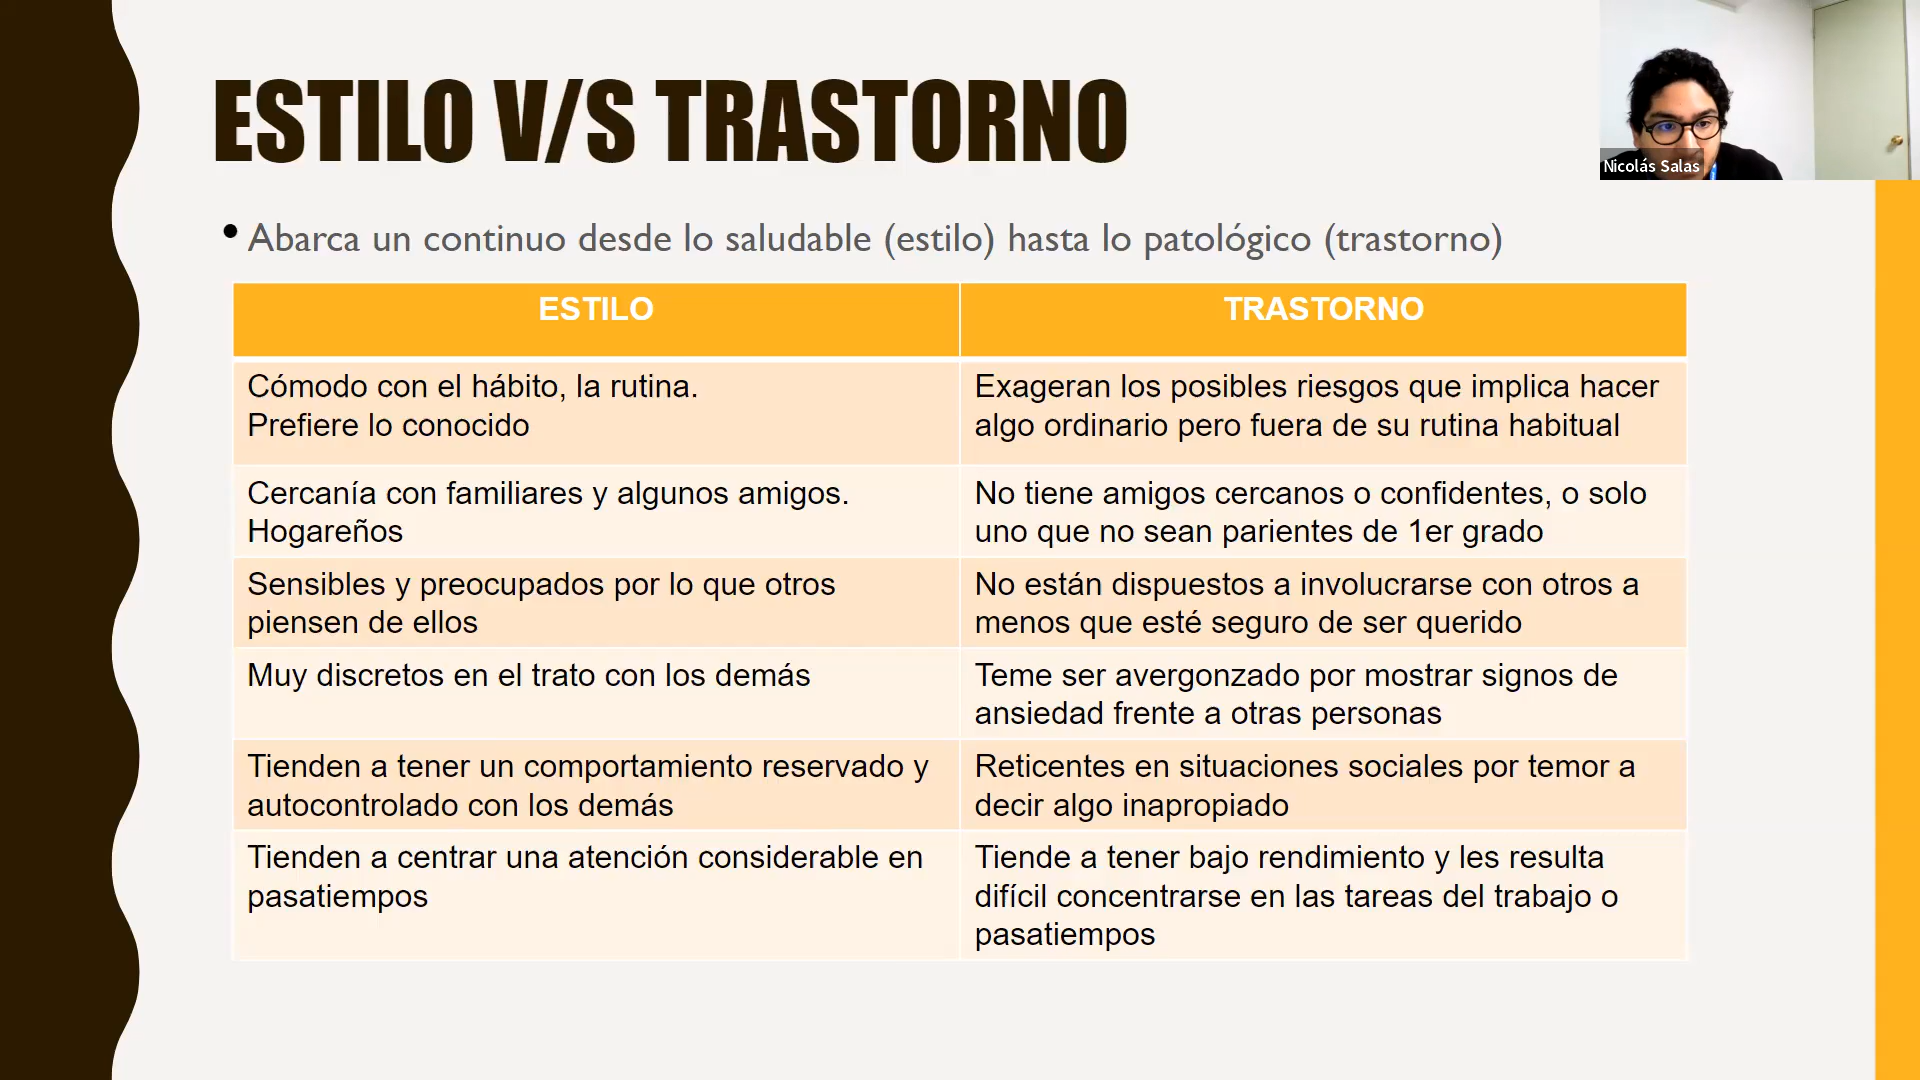 ESTILO V/S TRASTORNO
Nicolás Salas
• Abarca un continuo desde lo saludable (estilo) hasta lo patológico (trastorno)
ESTILO
TRASTORNO
Cómodo con el hábito, la rutina.
Prefiere lo conocido
Exageran los posibles riesgos que implica hacer
algo ordinario pero fuera de su rutina habitual
Cercanía con familiares y algunos amigos.
Hogareños
No tiene amigos cercanos o confidentes, o solo
uno que no sean parientes de 1er grado
Sensibles y preocupados por lo que otros
piensen de ellos
No están dispuestos a involucrarse con otros a
menos que esté seguro de ser querido
Muy discretos en el trato con los demás
Teme ser avergonzado por mostrar signos de
ansiedad frente a otras personas
Tienden a tener un comportamiento reservado y
autocontrolado con los demás
Reticentes en situaciones sociales por temor a
decir algo inapropiado
Tienden a centrar una atención considerable en
pasatiempos
Tiende a tener bajo rendimiento y les resulta
difícil concentrarse en las tareas del trabajo o
pasatiempos